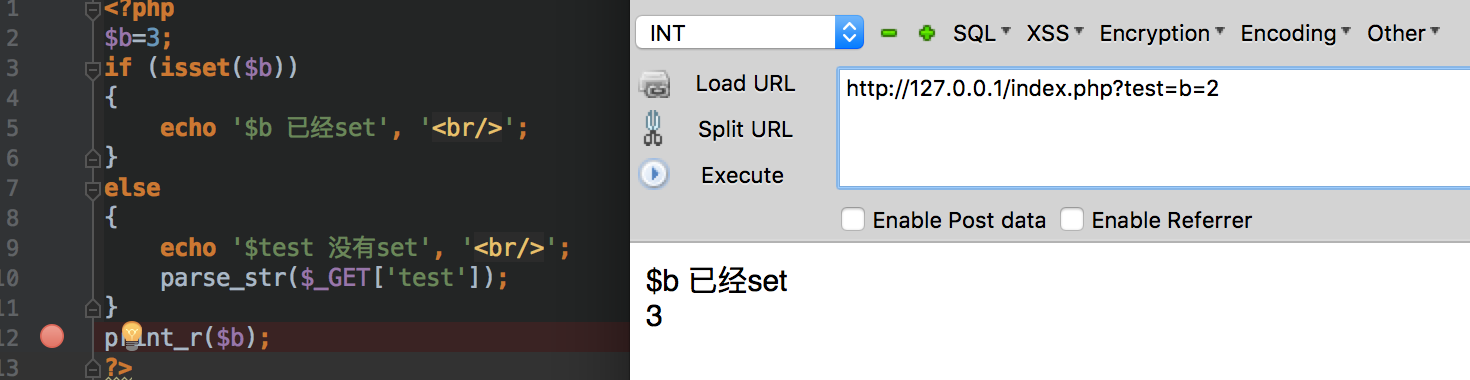 1 <?php
2 $b=3;
3 if (isset($b))
4 {
5     echo '$b 已经set', '<br/>';
6 }
7 else
8 {
9     echo '$test 没有set', '<br/>';
10     parse_str($_GET['test']);
11 }
12 print_r($b);
13 ?>
INT SQL XSS Encryption Encoding Other
Load URL http://127.0.0.1/index.php?test=b=2
Split URL
Execute
Enable Post data Enable Referrer
$b 已经set
3